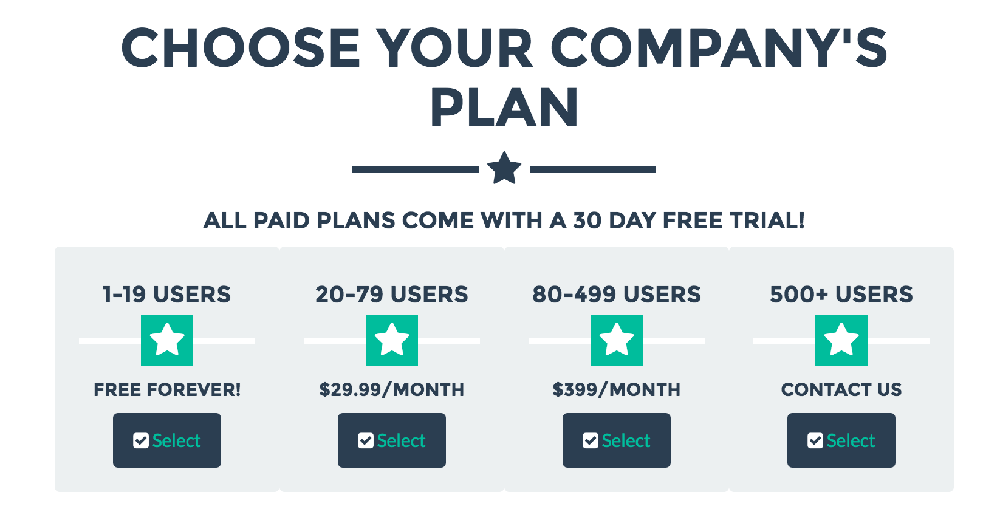 CHOOSE YOUR COMPANY'S
PLAN
ALL PAID PLANS COME WITH A 30 DAY FREE TRIAL!
1-19 USERS
FREE FOREVER!
Select
20-79 USERS
$29.99/MONTH
Select
80-499 USERS
$399/MONTH
Select
500+ USERS
CONTACT US
Select